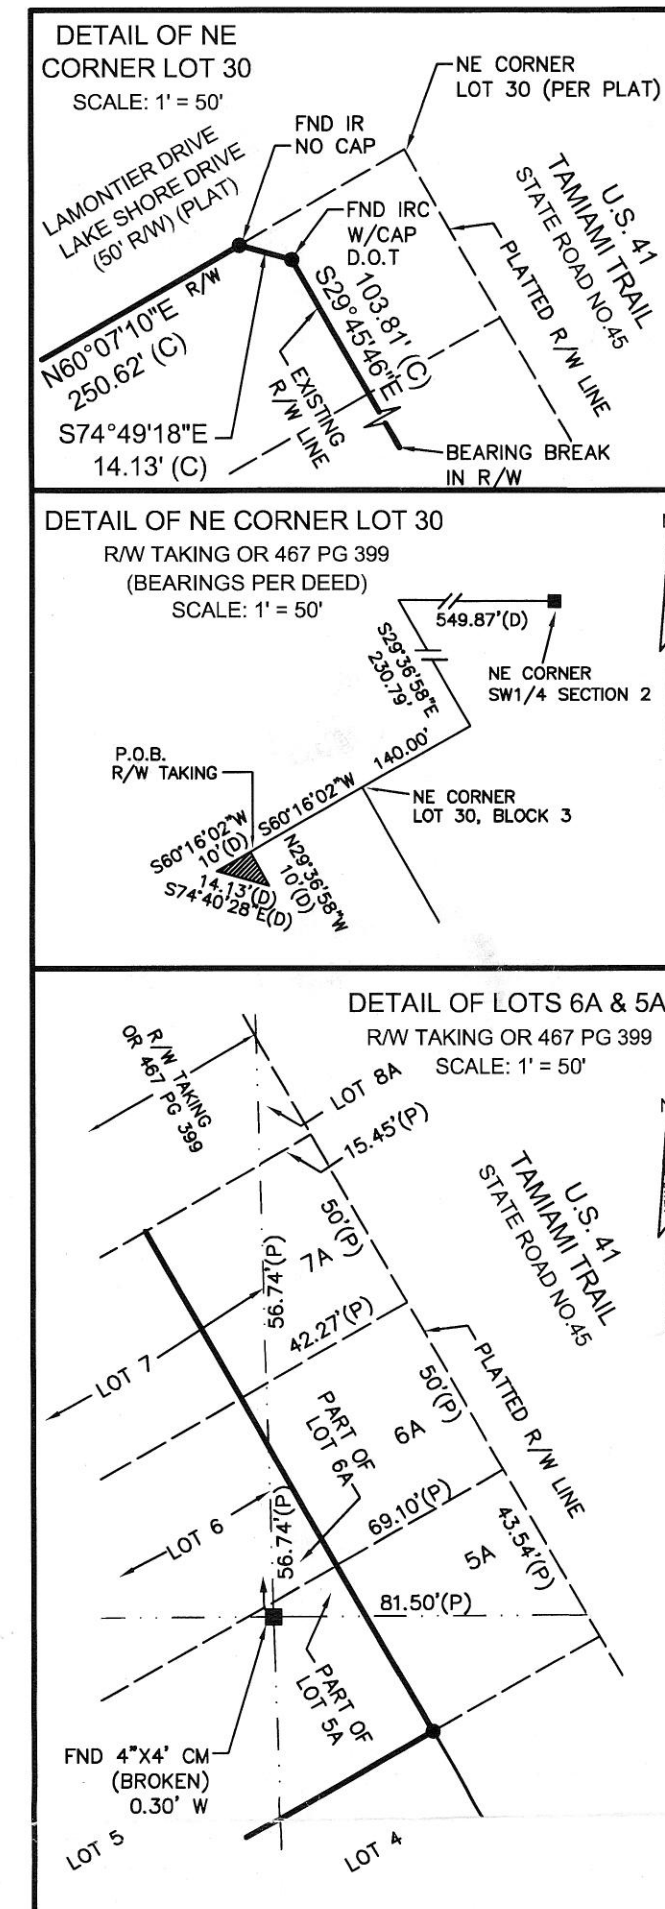 DETAIL OF NE
CORNER LOT 30
SCALE: 1' = 50'
NE CORNER
LOT 30 (PER PLAT)
FND IR
NO CAP
LAMONTIER DRIVE
LAKE SHORE DRIVE
(50' R/W) (PLAT)
FND IRC
W/CAP
D.O.T
U.S. 41
TAMIAMI TRAIL
STATE ROAD NO.45
PLATTED R/W LINE
R/W
N60°07'10"E
250.62' (C)
103.81' (C)
S29°45'46"E
EXISTING
R/W LINE
S74°49'18"E
14.13' (C)
BEARING BREAK
IN R/W
DETAIL OF NE CORNER LOT 30
R/W TAKING OR 467 PG 399
(BEARINGS PER DEED)
SCALE: 1' = 50'
549.87'(D)
S29°36'58"E
230.79'
NE CORNER
SW1/4 SECTION 2
P.O.B.
R/W TAKING
140.00'
S60°16'02"W
NE CORNER
LOT 30, BLOCK 3
S60°16'02"W
10'(D)
N29°36'58"W
10'(D)
14.13'(D)
S74°40'28"E(D)
DETAIL OF LOTS 6A & 5A
R/W TAKING OR 467 PG 399
SCALE: 1' = 50'
R/W TAKING
OR 467 PG 399
LOT 8A
15.45'(P)
U.S. 41
TAMIAMI TRAIL
STATE ROAD NO.45
50'(P)
7A
56.74'(P)
42.27'(P)
LOT 7
PLATTED R/W LINE
50'(P)
6A
PART OF
LOT 6A
69.10'(P)
LOT 6
56.74'(P)
43.54'(P)
5A
81.50'(P)
PART OF
LOT 5A
FND 4"X4' CM
(BROKEN)
0.30' W
LOT 5
LOT 4